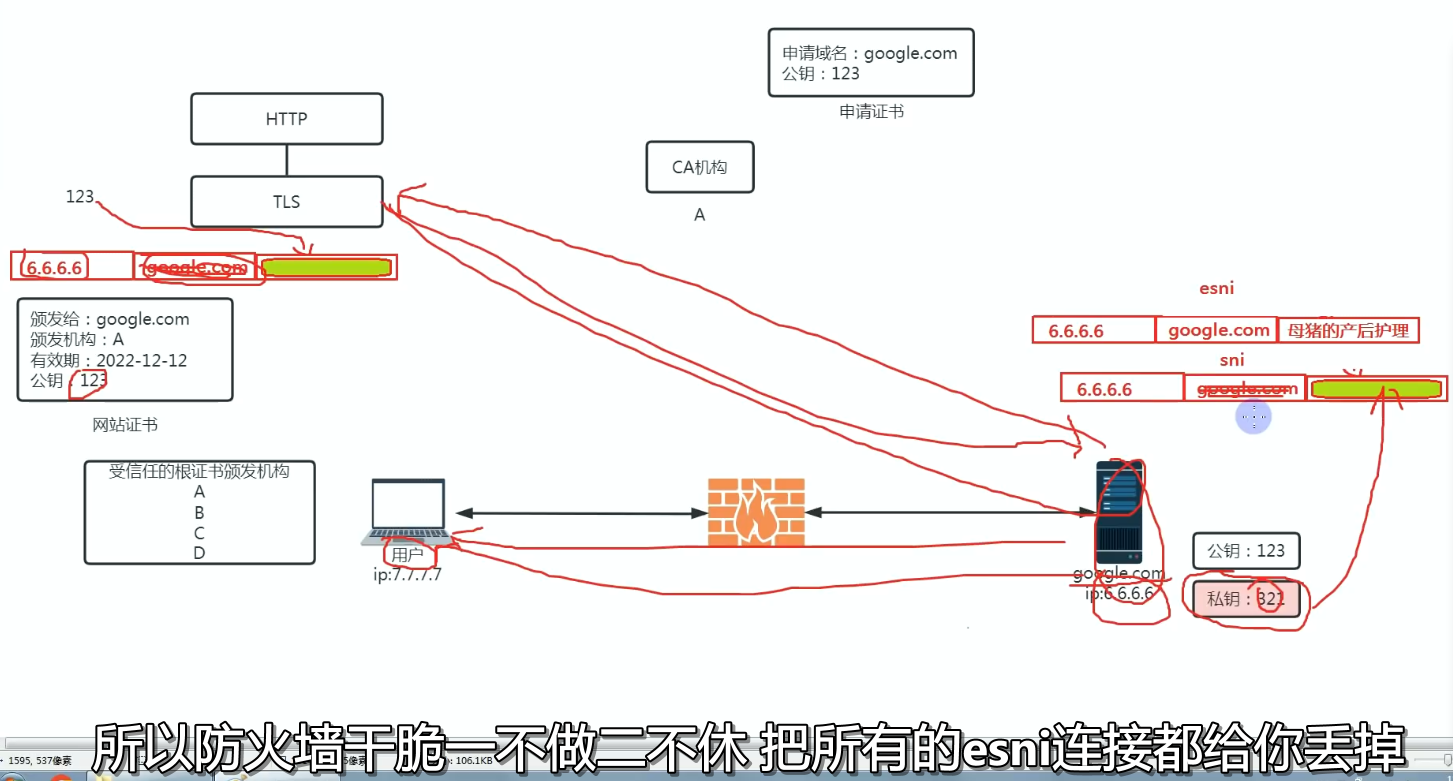 申请域名：google.com
公钥：123
申请证书
HTTP
CA机构
A
TLS
123
6.6.6.6 google.com
颁发给：google.com
颁发机构：A
有效期：2022-12-12
公钥：123
网站证书
esni
6.6.6.6 google.com 母猪的产后护理
sni
6.6.6.6 google.com
受信任的根证书颁发机构
A
B
C
D
用户
ip:7.7.7.7
google.com
ip:6.6.6.6
公钥：123
私钥：321
所以防火墙干脆一不做二不休 把所有的esni连接都给你丢掉
1595, 537像素
: 106.1KB